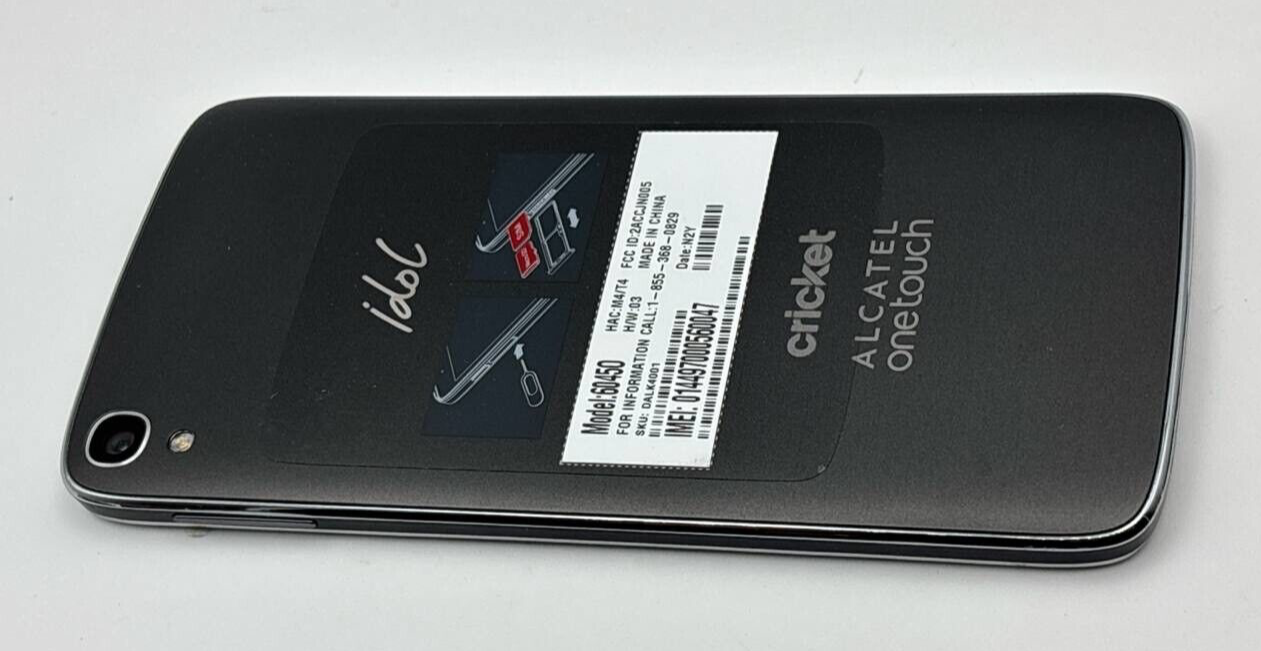 idol
Model:6045O
HAC:M4/T4 FCC ID:2ACCJN005
H/W:03 MADE IN CHINA
FOR INFORMATION CALL:1-855-368-0829
SKU: DALK4001
Date:N2Y
IMEI: 014497000560047
cricket
ALCATEL
onetouch